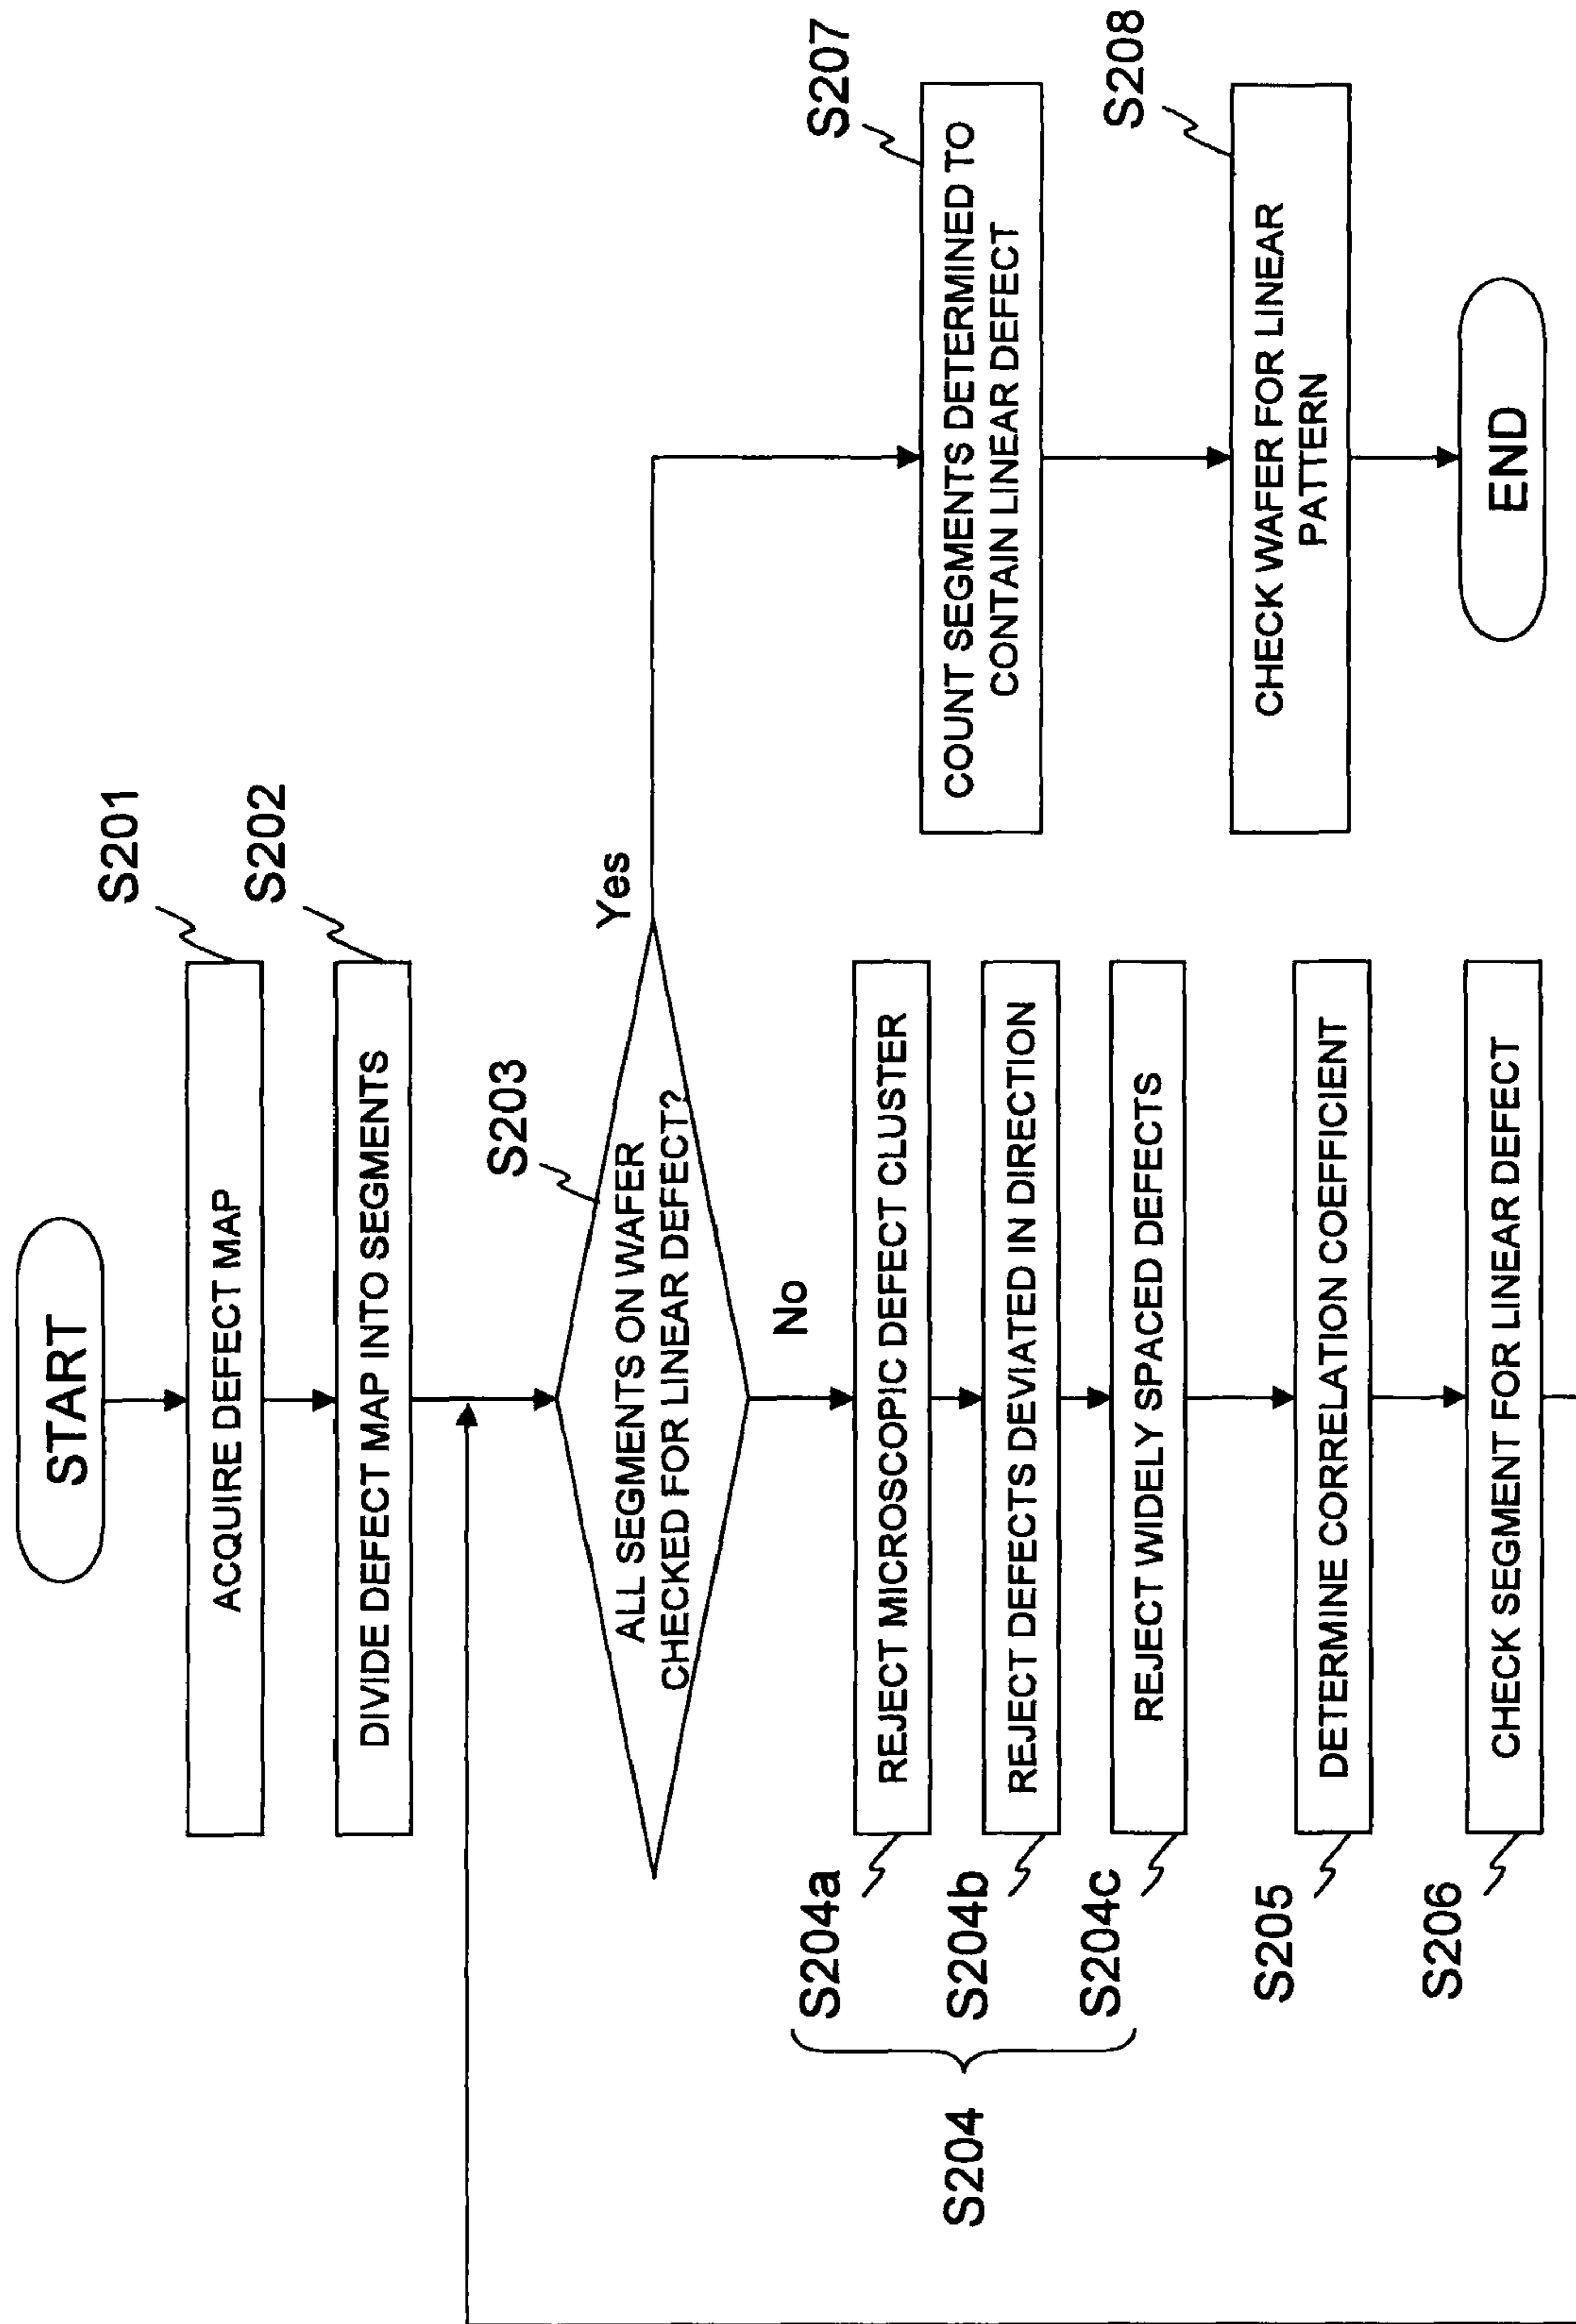 START
S201
ACQUIRE DEFECT MAP
S202
DIVIDE DEFECT MAP INTO SEGMENTS
S203
ALL SEGMENTS ON WAFER
CHECKED FOR LINEAR DEFECT?
Yes
No
S204
S204a
REJECT MICROSCOPIC DEFECT CLUSTER
S204b
REJECT DEFECTS DEVIATED IN DIRECTION
S204c
REJECT WIDELY SPACED DEFECTS
S205
DETERMINE CORRELATION COEFFICIENT
S206
CHECK SEGMENT FOR LINEAR DEFECT
S207
COUNT SEGMENTS DETERMINED TO
CONTAIN LINEAR DEFECT
S208
CHECK WAFER FOR LINEAR
PATTERN
END